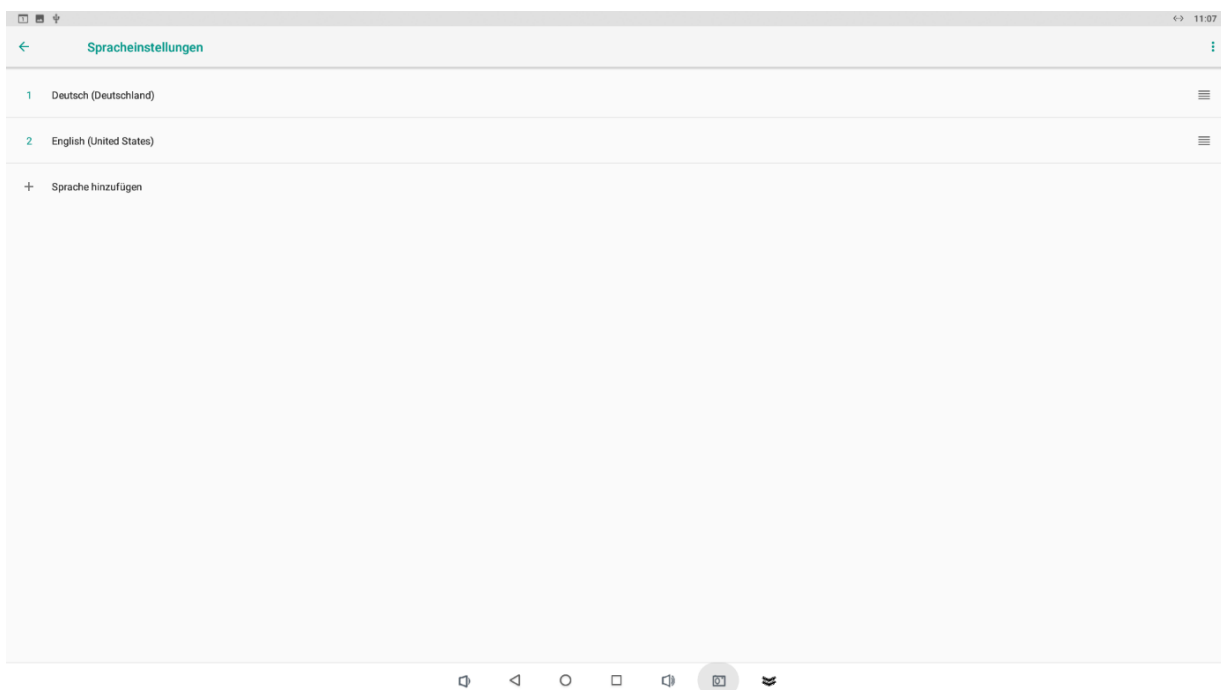 11:07
Spracheinstellungen
1 Deutsch (Deutschland)
2 English (United States)
+ Sprache hinzufügen